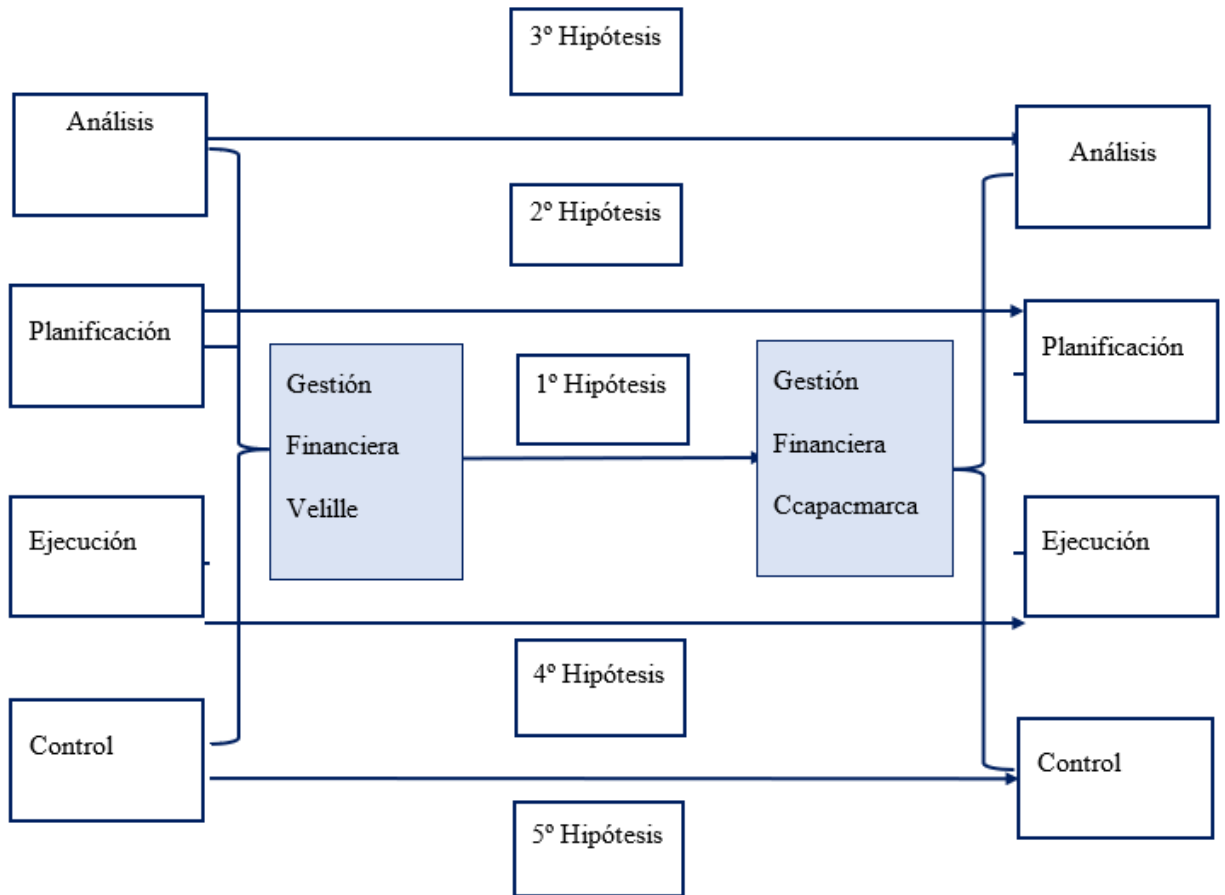 3º Hipótesis
Análisis
Análisis
2º Hipótesis
Planificación
Planificación
1º Hipótesis
Gestión
Financiera
Velille
Gestión
Financiera
Ccapacmarca
Ejecución
Ejecución
4º Hipótesis
Control
Control
5º Hipótesis